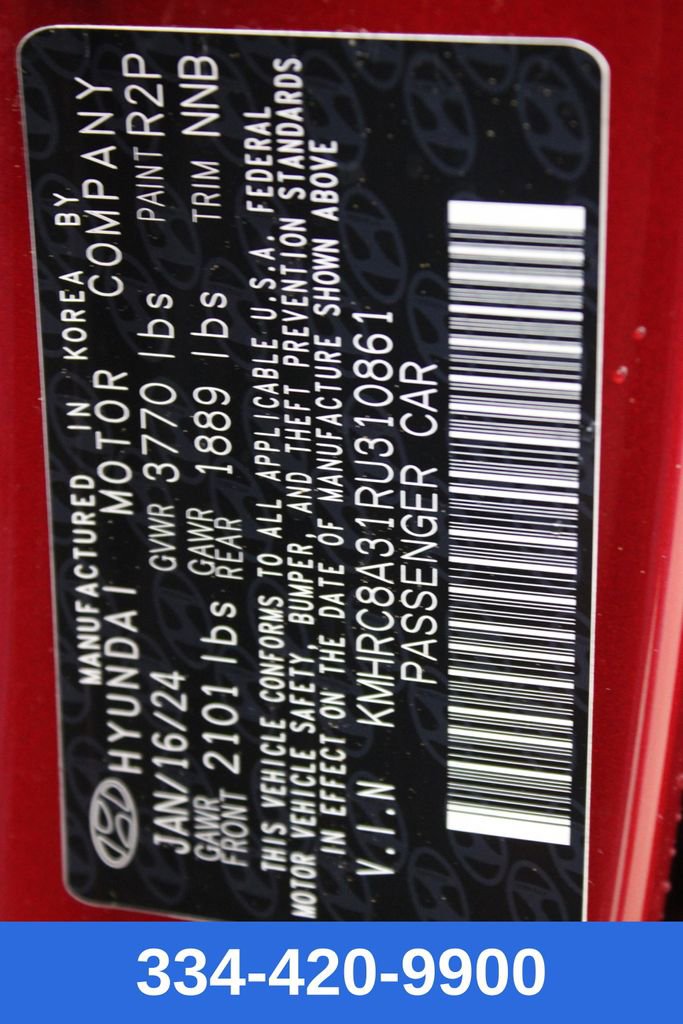 MANUFACTURED IN KOREA BY
HYUNDAI MOTOR COMPANY
JAN/16/24 GVWR 3770 lbs PAINT R2P
GAWR FRONT 2101 lbs GAWR REAR 1889 lbs TRIM NNB
THIS VEHICLE CONFORMS TO ALL APPLICABLE U.S.A. FEDERAL
MOTOR VEHICLE SAFETY, BUMPER, AND THEFT PREVENTION STANDARDS
IN EFFECT ON THE DATE OF MANUFACTURE SHOWN ABOVE
V.I.N KMHRC8A31RU310861
PASSENGER CAR
334-420-9900